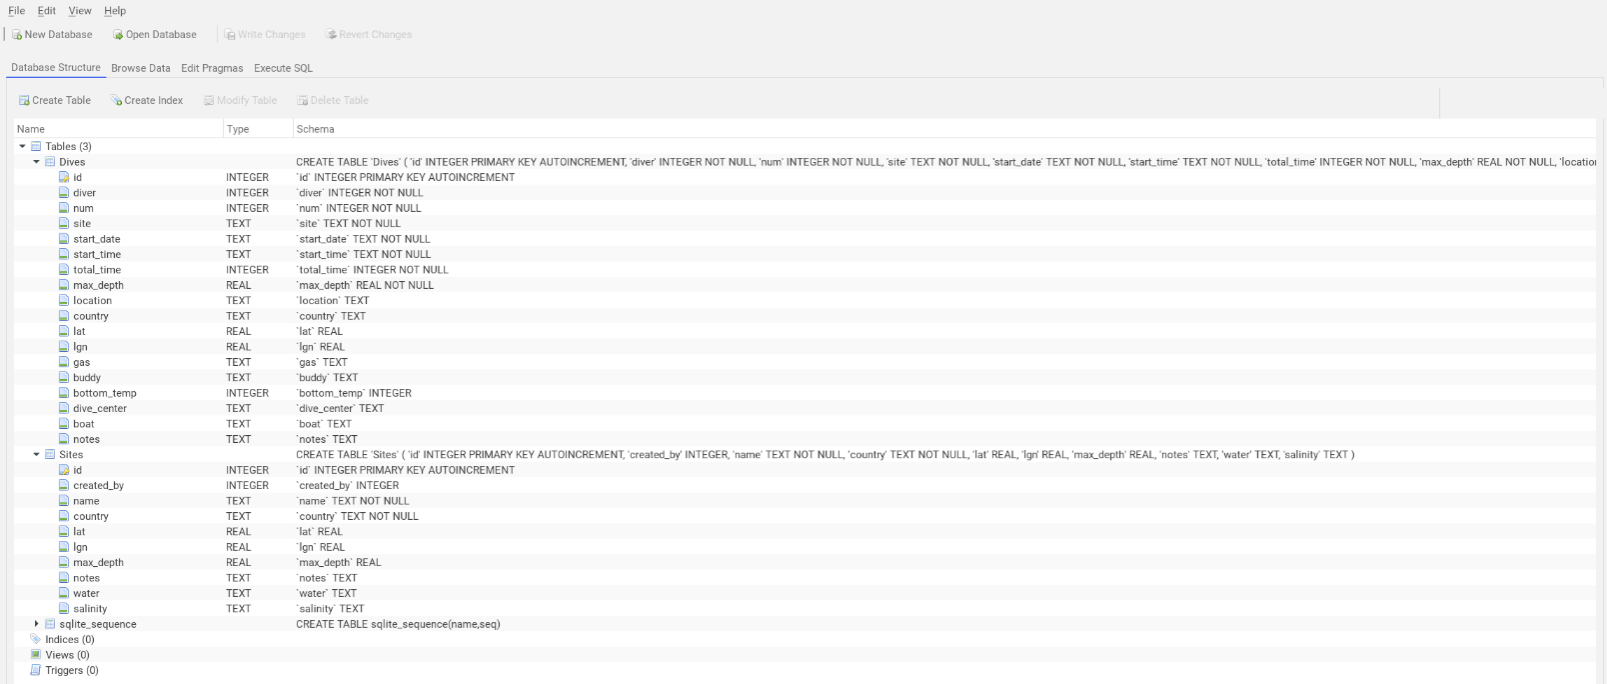 File Edit View Help
New Database Open Database Write Changes Revert Changes
Database Structure Browse Data Edit Pragmas Execute SQL
Create Table Create Index Modify Table Delete Table
Name Type Schema
Tables (3)
Dives CREATE TABLE 'Dives' ( 'id' INTEGER PRIMARY KEY AUTOINCREMENT, 'diver' INTEGER NOT NULL, 'num' INTEGER NOT NULL, 'site' TEXT NOT NULL, 'start_date' TEXT NOT NULL, 'start_time' TEXT NOT NULL, 'total_time' INTEGER NOT NULL, 'max_depth' REAL NOT NULL, 'locatio
id INTEGER `id` INTEGER PRIMARY KEY AUTOINCREMENT
diver INTEGER `diver` INTEGER NOT NULL
num INTEGER `num` INTEGER NOT NULL
site TEXT `site` TEXT NOT NULL
start_date TEXT `start_date` TEXT NOT NULL
start_time TEXT `start_time` TEXT NOT NULL
total_time INTEGER `total_time` INTEGER NOT NULL
max_depth REAL `max_depth` REAL NOT NULL
location TEXT `location` TEXT
country TEXT `country` TEXT
lat REAL `lat` REAL
lgn REAL `lgn` REAL
gas TEXT `gas` TEXT
buddy TEXT `buddy` TEXT
bottom_temp INTEGER `bottom_temp` INTEGER
dive_center TEXT `dive_center` TEXT
boat TEXT `boat` TEXT
notes TEXT `notes` TEXT
Sites CREATE TABLE 'Sites' ( 'id' INTEGER PRIMARY KEY AUTOINCREMENT, 'created_by' INTEGER, 'name' TEXT NOT NULL, 'country' TEXT NOT NULL, 'lat' REAL, 'lgn' REAL, 'max_depth' REAL, 'notes' TEXT, 'water' TEXT, 'salinity' TEXT )
id INTEGER `id` INTEGER PRIMARY KEY AUTOINCREMENT
created_by INTEGER `created_by` INTEGER
name TEXT `name` TEXT NOT NULL
country TEXT `country` TEXT NOT NULL
lat REAL `lat` REAL
lgn REAL `lgn` REAL
max_depth REAL `max_depth` REAL
notes TEXT `notes` TEXT
water TEXT `water` TEXT
salinity TEXT `salinity` TEXT
sqlite_sequence CREATE TABLE sqlite_sequence(name,seq)
Indices (0)
Views (0)
Triggers (0)